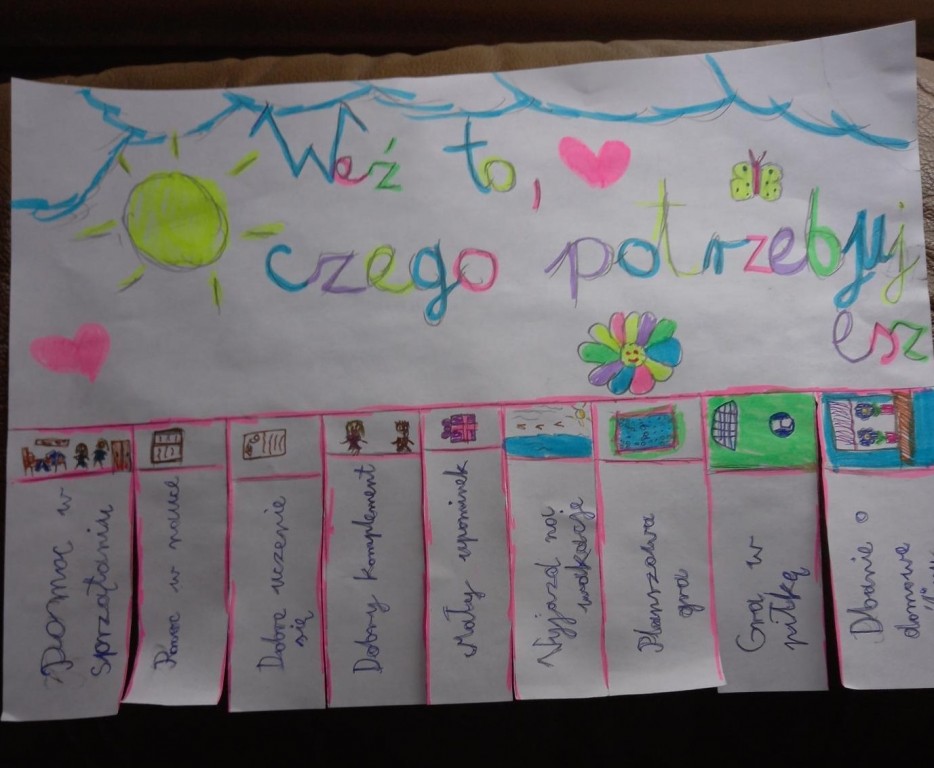 Weź to,
czego potrzebuj
esz
Pomoc w
sprzątaniu
Pomoc w nauce
Dobre uczenie
się
Dobry komplement
Mały upominek
Wyjazd na
wakacje
Planszowa
gra
Gra w
piłkę
Dbanie o
domowe